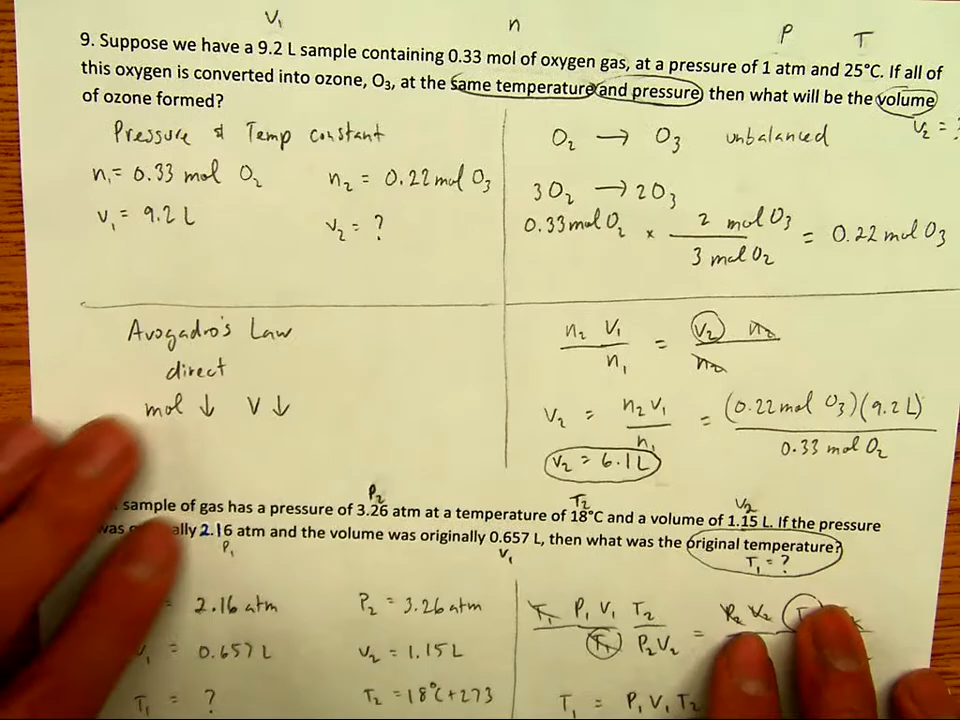 V₁ n P T
9. Suppose we have a 9.2 L sample containing 0.33 mol of oxygen gas, at a pressure of 1 atm and 25°C. If all of
this oxygen is converted into ozone, O₃, at the same temperature and pressure, then what will be the volume
of ozone formed?
V₂ = ?
Pressure & Temp constant
n₁ = 0.33 mol O₂ n₂ = 0.22 mol O₃
V₁ = 9.2 L V₂ = ?
O₂ → O₃ unbalanced
3O₂ → 2O₃
0.33 mol O₂ × 2 mol O₃ / 3 mol O₂ = 0.22 mol O₃
Avogadro's Law
direct
mol ↓ V ↓
n₂ V₁ / n₁ = V₂ n₂ / n₂
V₂ = n₂V₁ / n₁ = (0.22 mol O₃)(9.2 L) / 0.33 mol O₂
V₂ = 6.1 L
P₂ T₂ V₂
sample of gas has a pressure of 3.26 atm at a temperature of 18°C and a volume of 1.15 L. If the pressure
was ally 2.16 atm and the volume was originally 0.657 L, then what was the original temperature?
P₁ V₁ T₁ = ?
= 2.16 atm P₂ = 3.26 atm
V₁ = 0.657 L V₂ = 1.15 L
T₁ = ? T₂ = 18°C + 273
T₁ P₁ V₁ T₂ / T₁ P₂V₂ = P₂ V₂
T₁ = P₁ V₁ T₂